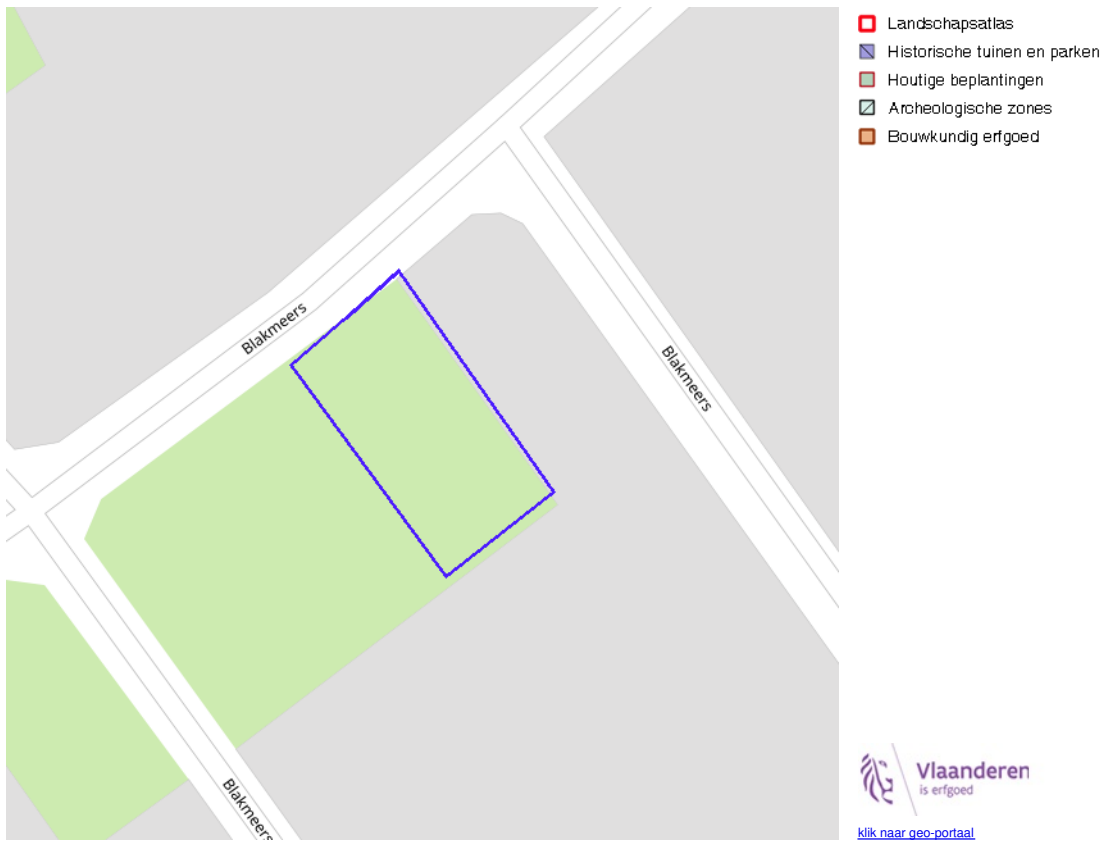 Landschapsatlas
Historische tuinen en parken
Houtige beplantingen
Archeologische zones
Bouwkundig erfgoed
Blakmeers
Blakmeers
Blakmeers
Vlaanderen
is erfgoed
klik naar geo-portaal